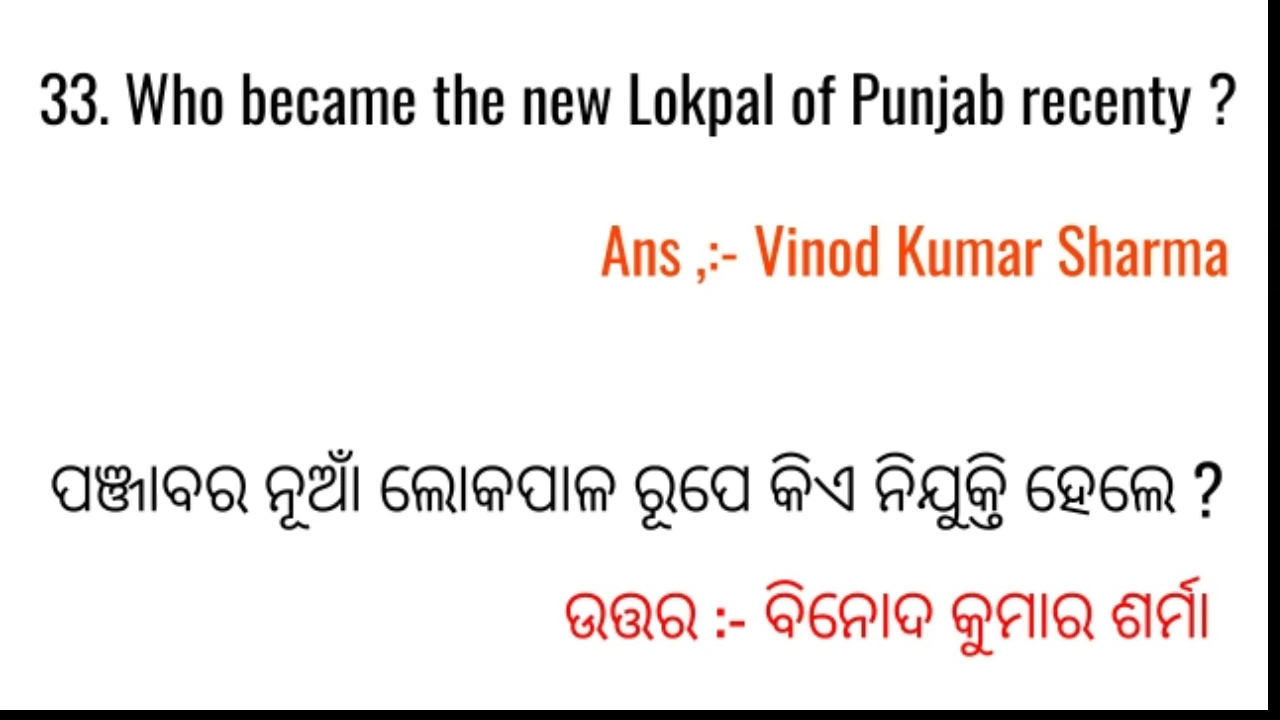 33. Who became the new Lokpal of Punjab recenty ?
Ans ,:- Vinod Kumar Sharma
ପଞ୍ଜାବର ନୂଆଁ ଲୋକପାଳ ରୂପେ କିଏ ନିଯୁକ୍ତି ହେଲେ ?
ଉତ୍ତର :- ବିନୋଦ କୁମାର ଶର୍ମା